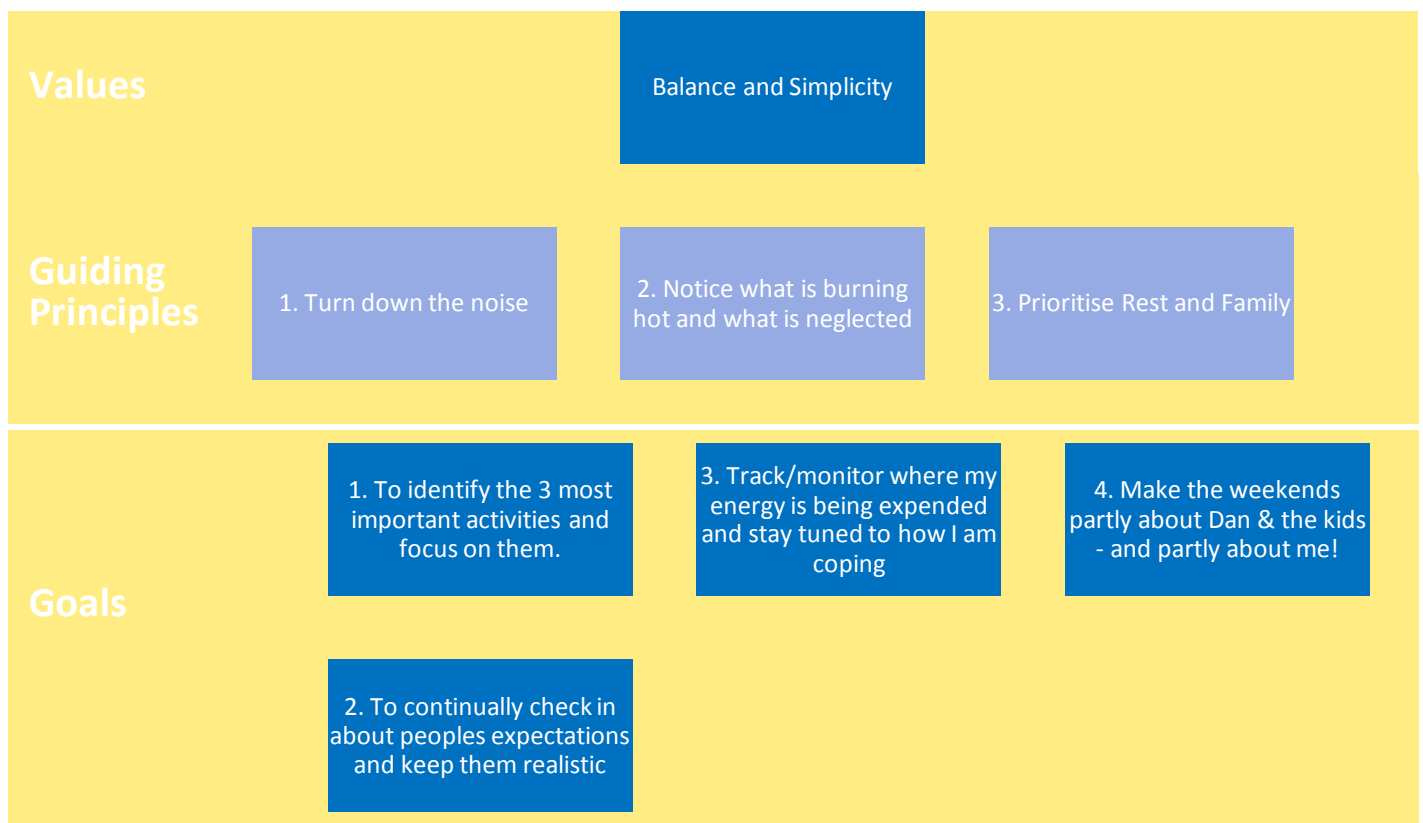 Values
Balance and Simplicity
Guiding
Principles
1. Turn down the noise
2. Notice what is burning
hot and what is neglected
3. Prioritise Rest and Family
Goals
1. To identify the 3 most
important activities and
focus on them.
3. Track/monitor where my
energy is being expended
and stay tuned to how I am
coping
4. Make the weekends
partly about Dan & the kids
- and partly about me!
2. To continually check in
about peoples expectations
and keep them realistic